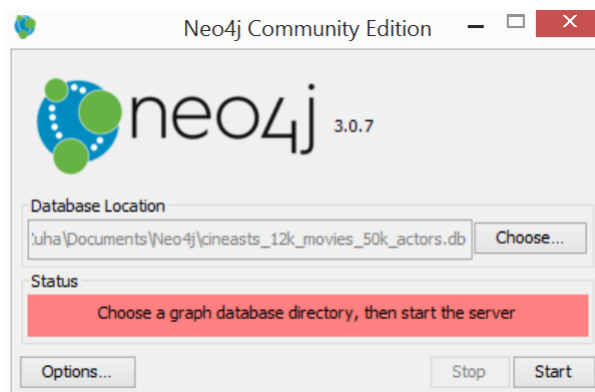 Neo4j Community Edition
neo4j 3.0.7
Database Location
:uha\Documents\Neo4j\cineasts_12k_movies_50k_actors.db Choose...
Status
Choose a graph database directory, then start the server
Options... Stop Start